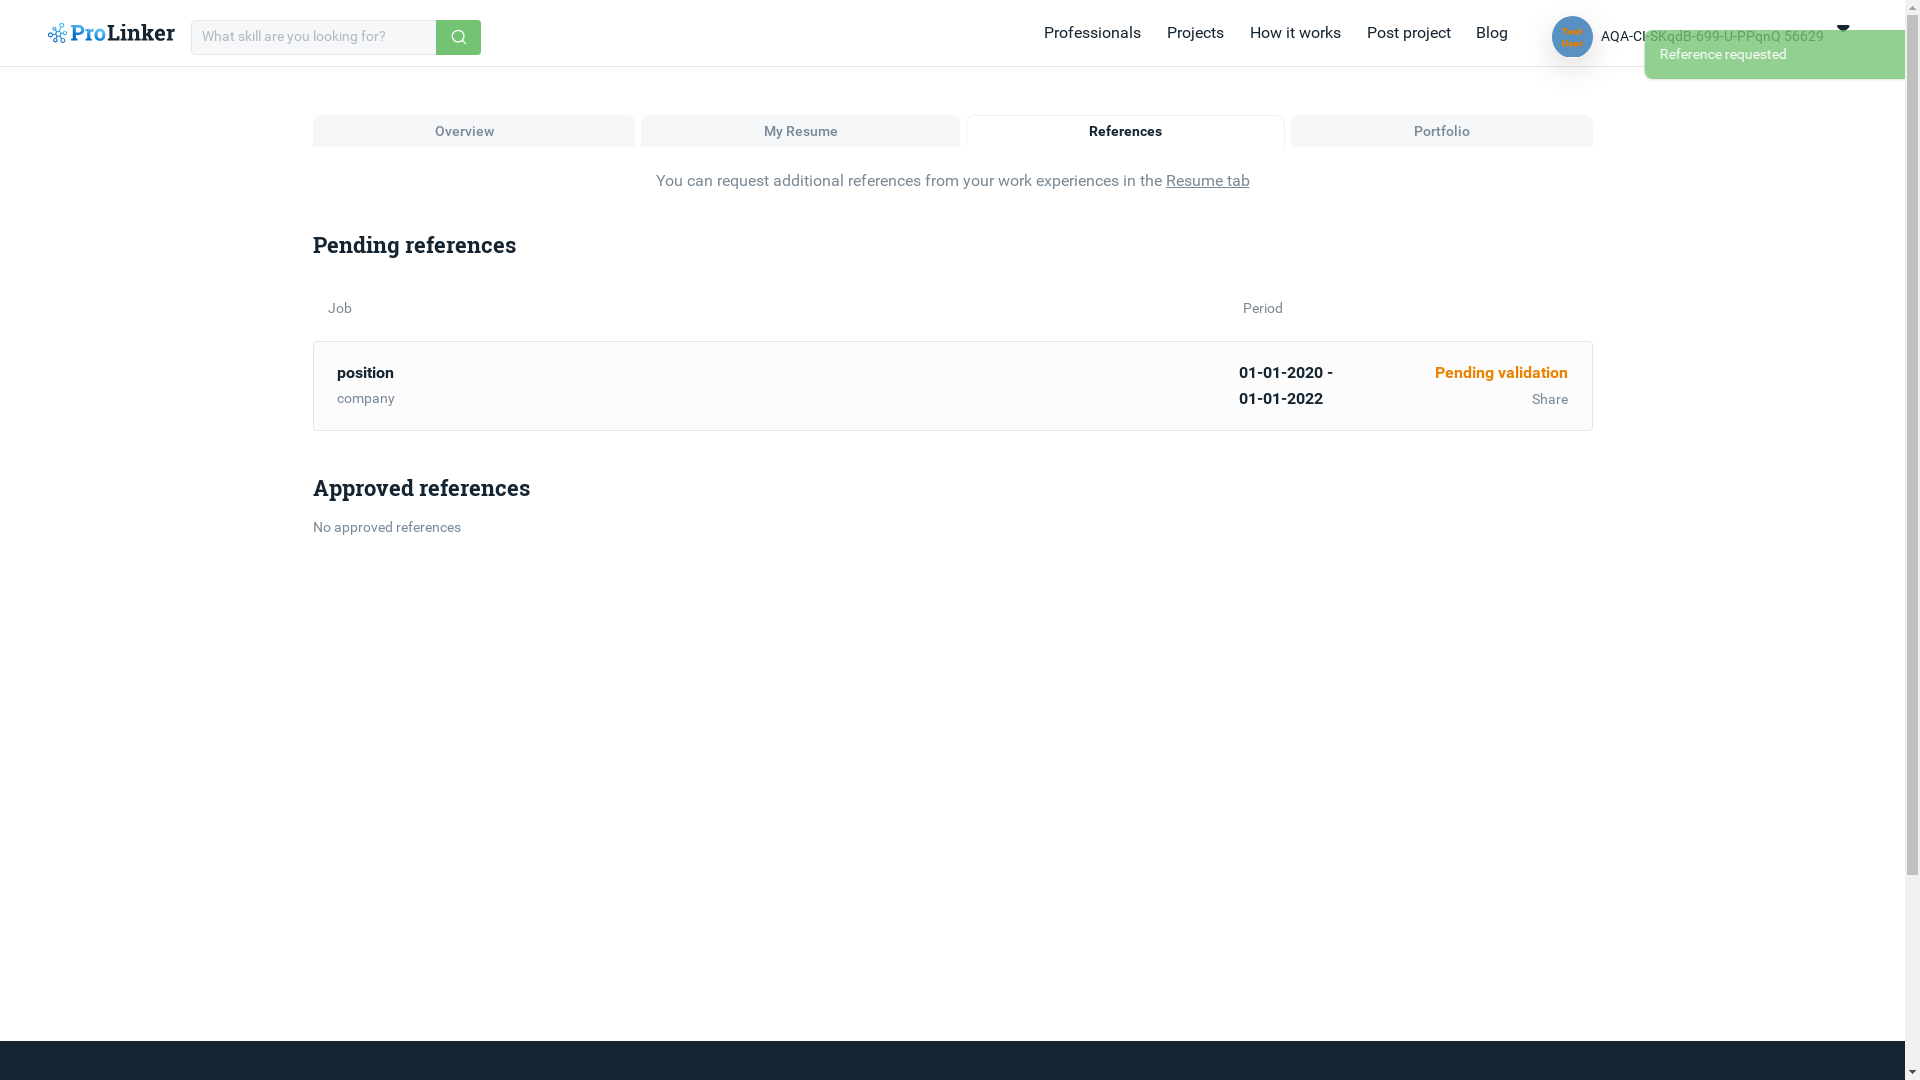 ProLinker
What skill are you looking for?
Professionals
Projects
How it works
Post project
Blog
Test
User
AQA-CI-SKqdB-699-U-PPqnQ 56629
Reference requested
Overview
My Resume
References
Portfolio
You can request additional references from your work experiences in the Resume tab
Pending references
Job
Period
position
company
01-01-2020 -
01-01-2022
Pending validation
Share
Approved references
No approved references